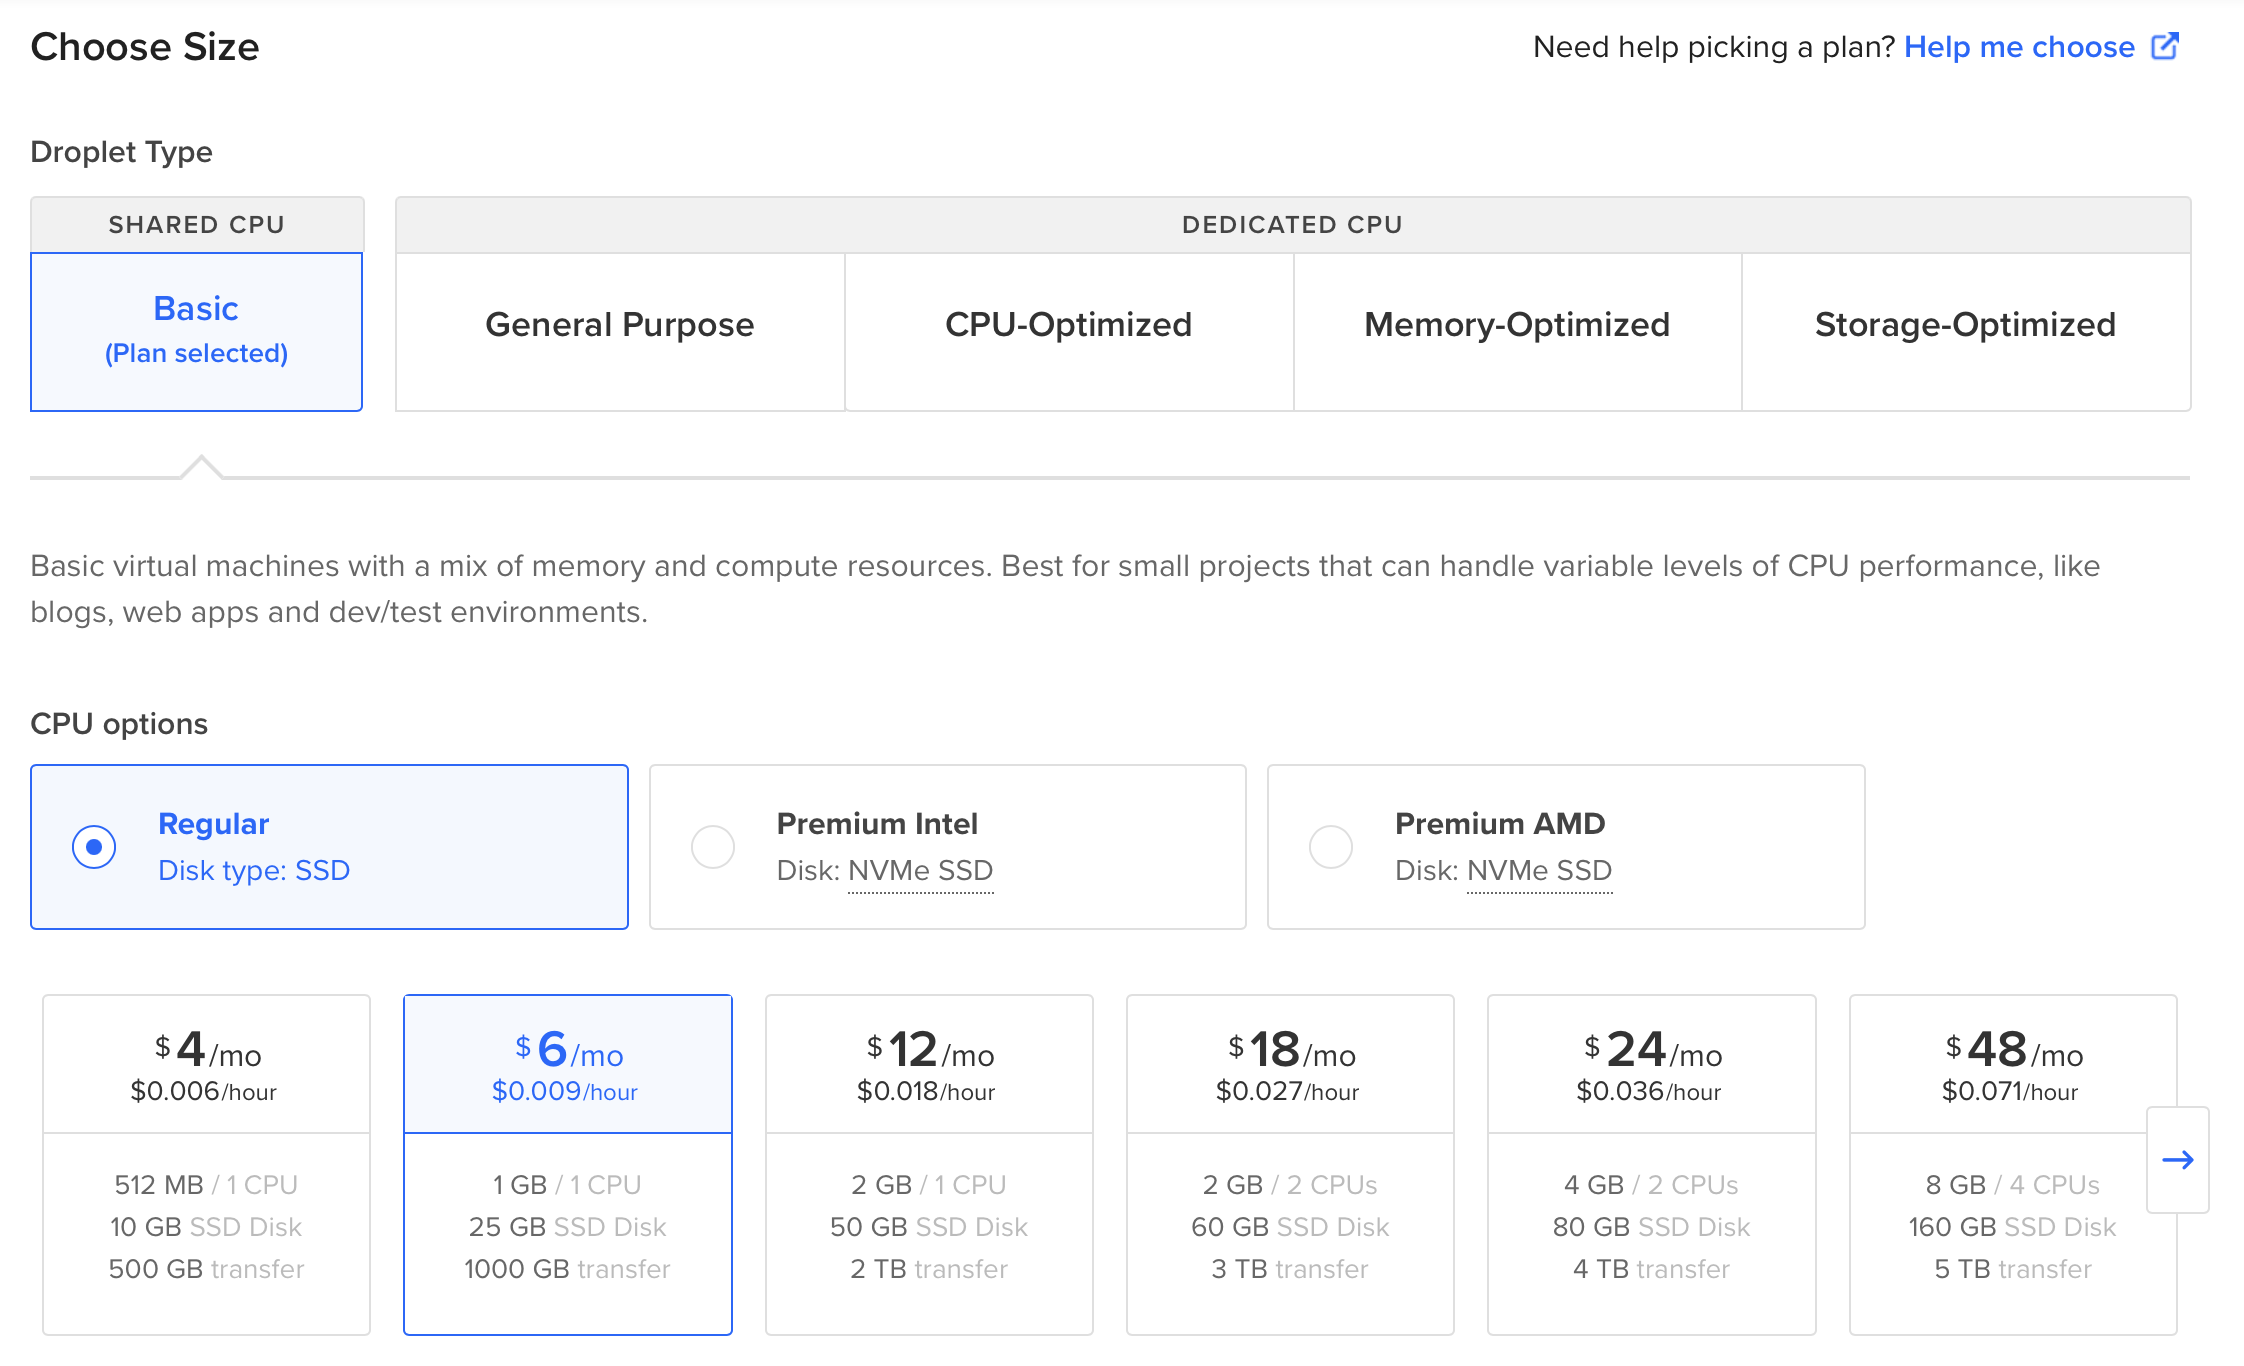 Choose Size
Need help picking a plan? Help me choose
Droplet Type
SHARED CPU
DEDICATED CPU
Basic
(Plan selected)
General Purpose
CPU-Optimized
Memory-Optimized
Storage-Optimized
Basic virtual machines with a mix of memory and compute resources. Best for small projects that can handle variable levels of CPU performance, like
blogs, web apps and dev/test environments.
CPU options
Regular
Disk type: SSD
Premium Intel
Disk: NVMe SSD
Premium AMD
Disk: NVMe SSD
$4/mo
$0.006/hour
512 MB / 1 CPU
10 GB SSD Disk
500 GB transfer
$6/mo
$0.009/hour
1 GB / 1 CPU
25 GB SSD Disk
1000 GB transfer
$12/mo
$0.018/hour
2 GB / 1 CPU
50 GB SSD Disk
2 TB transfer
$18/mo
$0.027/hour
2 GB / 2 CPUs
60 GB SSD Disk
3 TB transfer
$24/mo
$0.036/hour
4 GB / 2 CPUs
80 GB SSD Disk
4 TB transfer
$48/mo
$0.071/hour
8 GB / 4 CPUs
160 GB SSD Disk
5 TB transfer